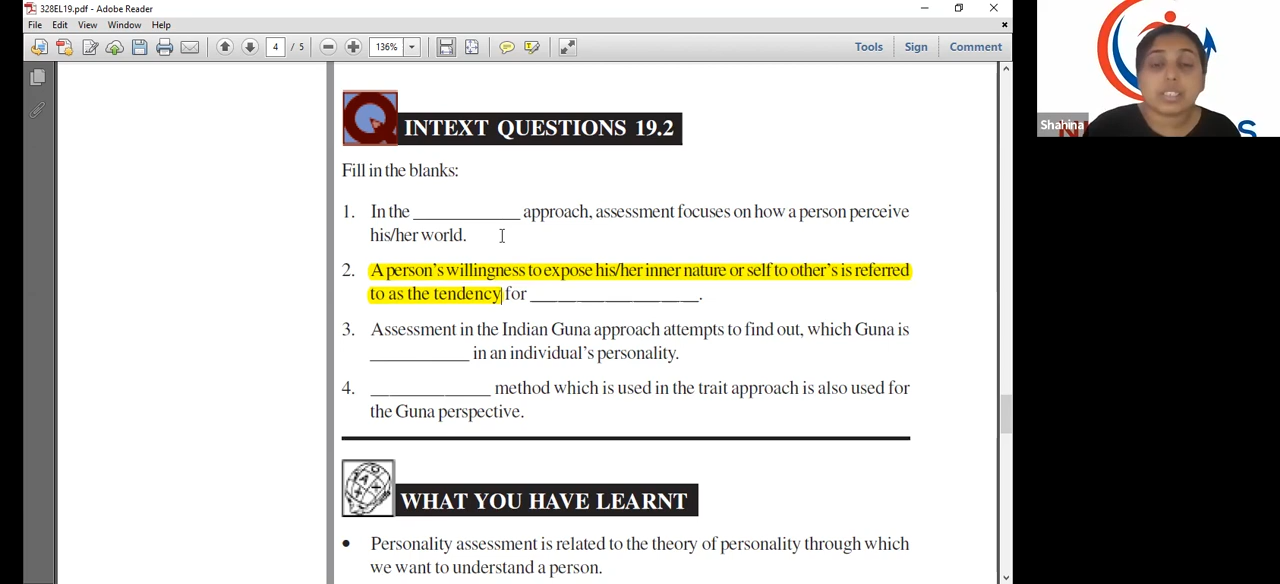 328EL19.pdf - Adobe Reader
File Edit View Window Help
4 / 5 136% Tools Sign Comment
INTEXT QUESTIONS 19.2
Fill in the blanks:
1. In the ____________ approach, assessment focuses on how a person perceive
his/her world.
2. A person's willingness to expose his/her inner nature or self to other's is referred
to as the tendency for ___________________.
3. Assessment in the Indian Guna approach attempts to find out, which Guna is
___________ in an individual's personality.
4. _____________ method which is used in the trait approach is also used for
the Guna perspective.
WHAT YOU HAVE LEARNT
• Personality assessment is related to the theory of personality through which
we want to understand a person.
Shahina